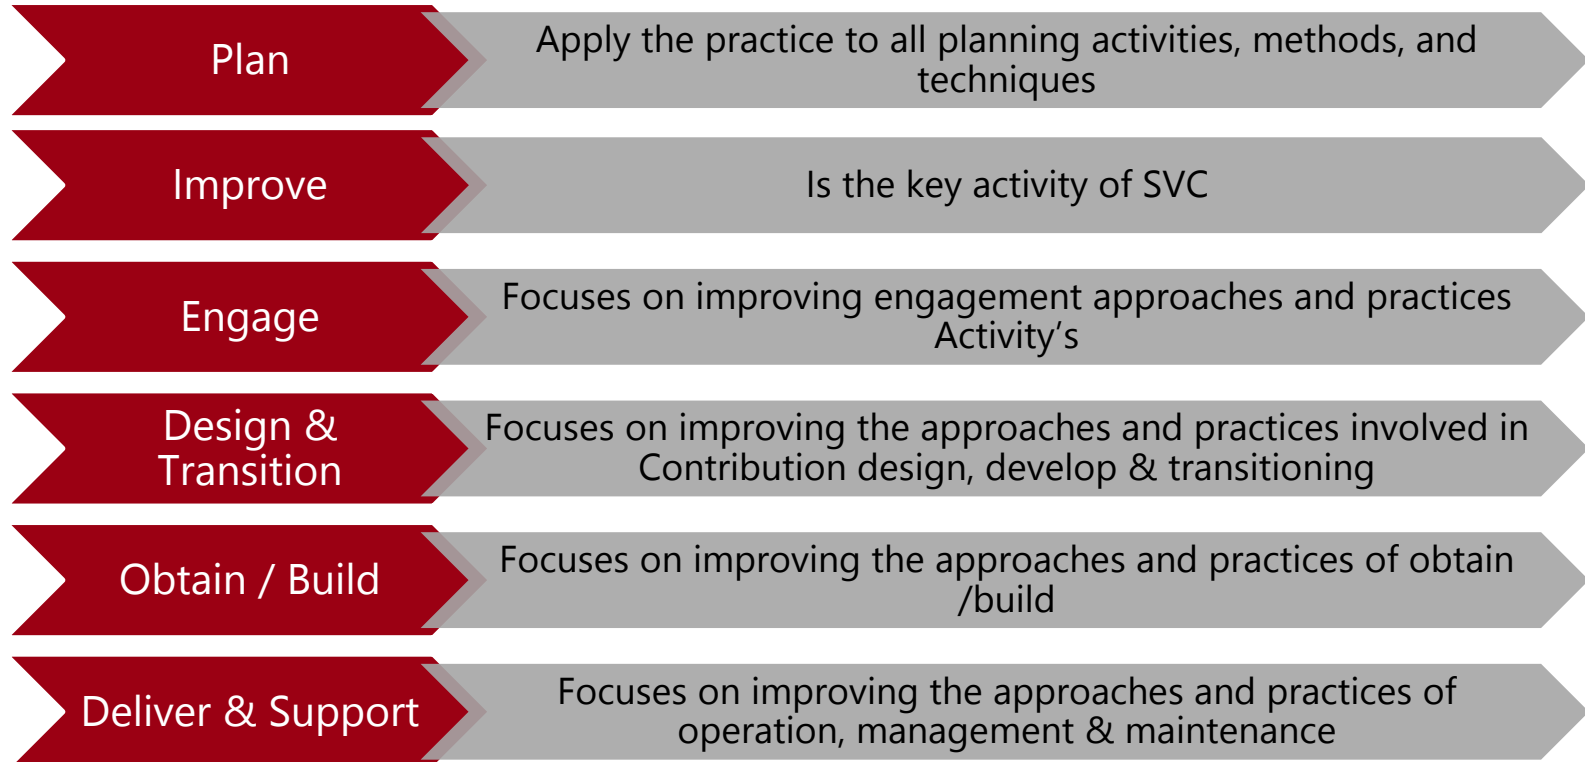 Plan
Apply the practice to all planning activities, methods, and
techniques
Improve
Is the key activity of SVC
Engage
Focuses on improving engagement approaches and practices
Activity’s
Design &
Transition
Focuses on improving the approaches and practices involved in
Contribution design, develop & transitioning
Obtain / Build
Focuses on improving the approaches and practices of obtain
/build
Deliver & Support
Focuses on improving the approaches and practices of
operation, management & maintenance